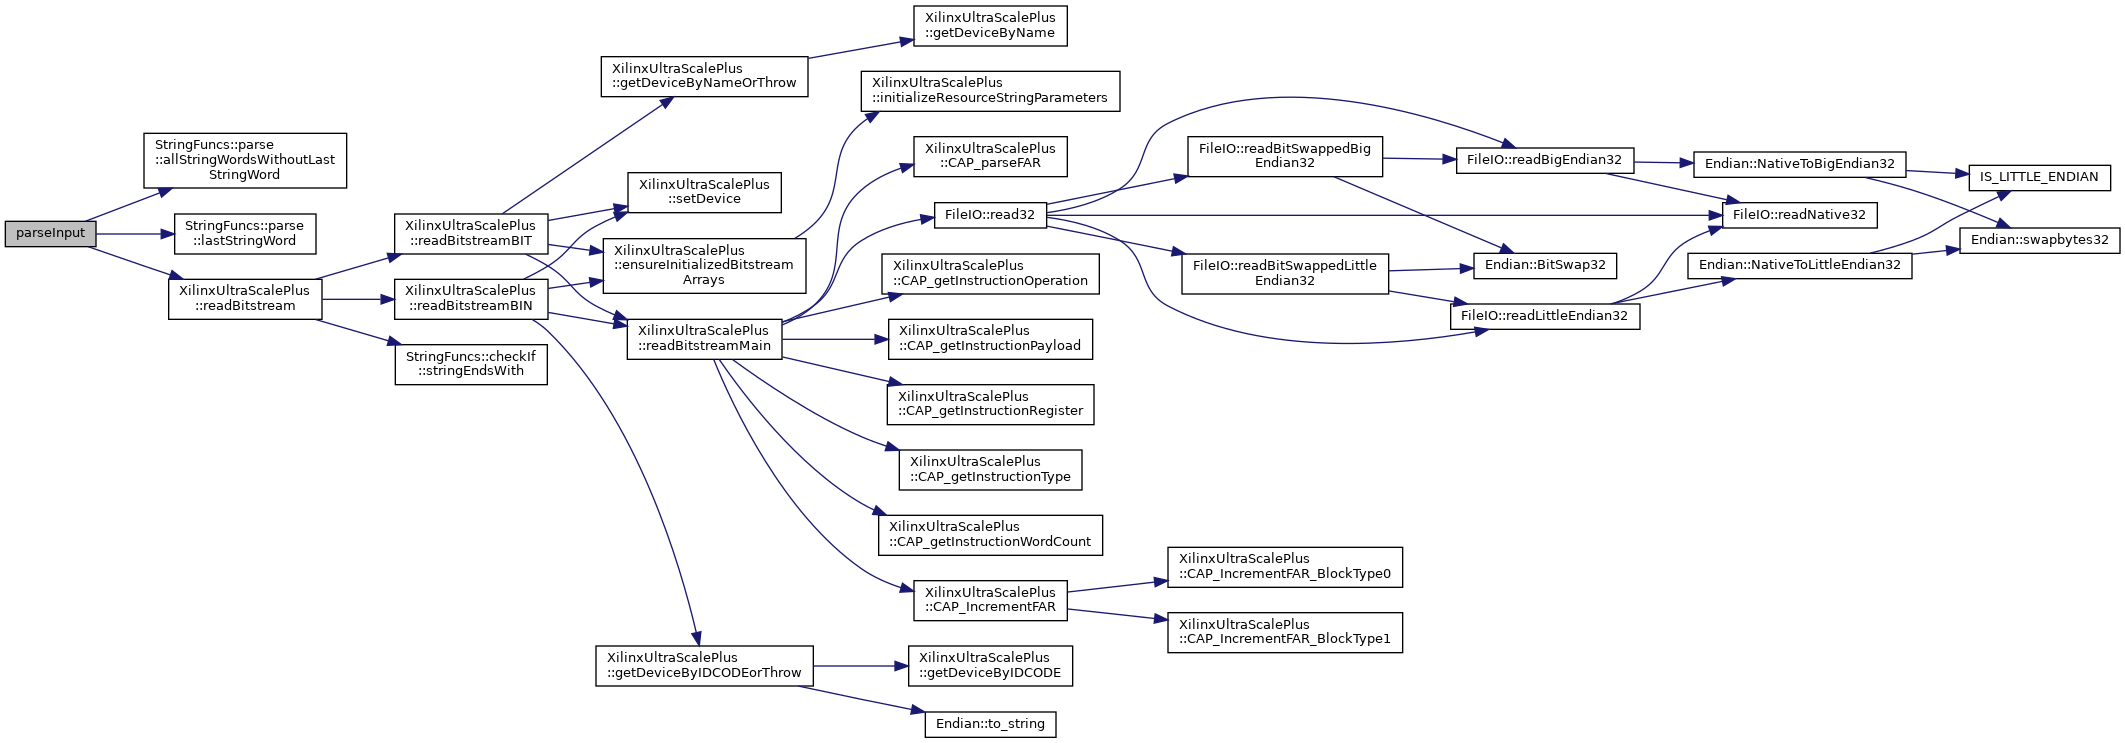 parseInput
StringFuncs::parse
::allStringWordsWithoutLast
StringWord
StringFuncs::parse
::lastStringWord
XilinxUltraScalePlus
::readBitstream
XilinxUltraScalePlus
::readBitstreamBIT
XilinxUltraScalePlus
::readBitstreamBIN
StringFuncs::checkIf
::stringEndsWith
XilinxUltraScalePlus
::getDeviceByNameOrThrow
XilinxUltraScalePlus
::setDevice
XilinxUltraScalePlus
::ensureInitializedBitstream
Arrays
XilinxUltraScalePlus
::readBitstreamMain
XilinxUltraScalePlus
::getDeviceByIDCODEorThrow
XilinxUltraScalePlus
::getDeviceByName
XilinxUltraScalePlus
::initializeResourceStringParameters
XilinxUltraScalePlus
::CAP_parseFAR
FileIO::read32
XilinxUltraScalePlus
::CAP_getInstructionOperation
XilinxUltraScalePlus
::CAP_getInstructionPayload
XilinxUltraScalePlus
::CAP_getInstructionRegister
XilinxUltraScalePlus
::CAP_getInstructionType
XilinxUltraScalePlus
::CAP_getInstructionWordCount
XilinxUltraScalePlus
::CAP_IncrementFAR
XilinxUltraScalePlus
::getDeviceByIDCODE
Endian::to_string
FileIO::readBitSwappedBig
Endian32
FileIO::readBitSwappedLittle
Endian32
XilinxUltraScalePlus
::CAP_IncrementFAR_BlockType0
XilinxUltraScalePlus
::CAP_IncrementFAR_BlockType1
FileIO::readBigEndian32
Endian::BitSwap32
FileIO::readLittleEndian32
Endian::NativeToBigEndian32
FileIO::readNative32
Endian::NativeToLittleEndian32
IS_LITTLE_ENDIAN
Endian::swapbytes32